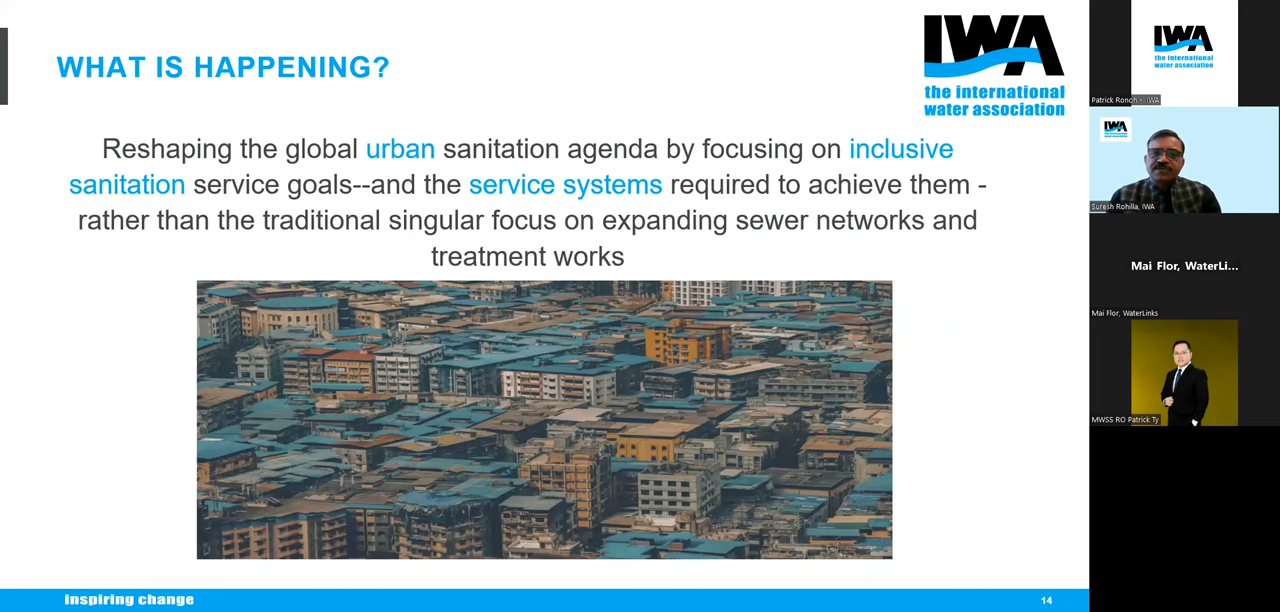 WHAT IS HAPPENING?
IWA
the international
water association
Reshaping the global urban sanitation agenda by focusing on inclusive
sanitation service goals--and the service systems required to achieve them -
rather than the traditional singular focus on expanding sewer networks and
treatment works
inspiring change
14
IWA
the international
water association
Patrick Ronoh - IWA
IWA
Suresh Rohilla, IWA
Mai Flor, WaterLi...
Mai Flor, WaterLinks
MWSS RO Patrick Ty